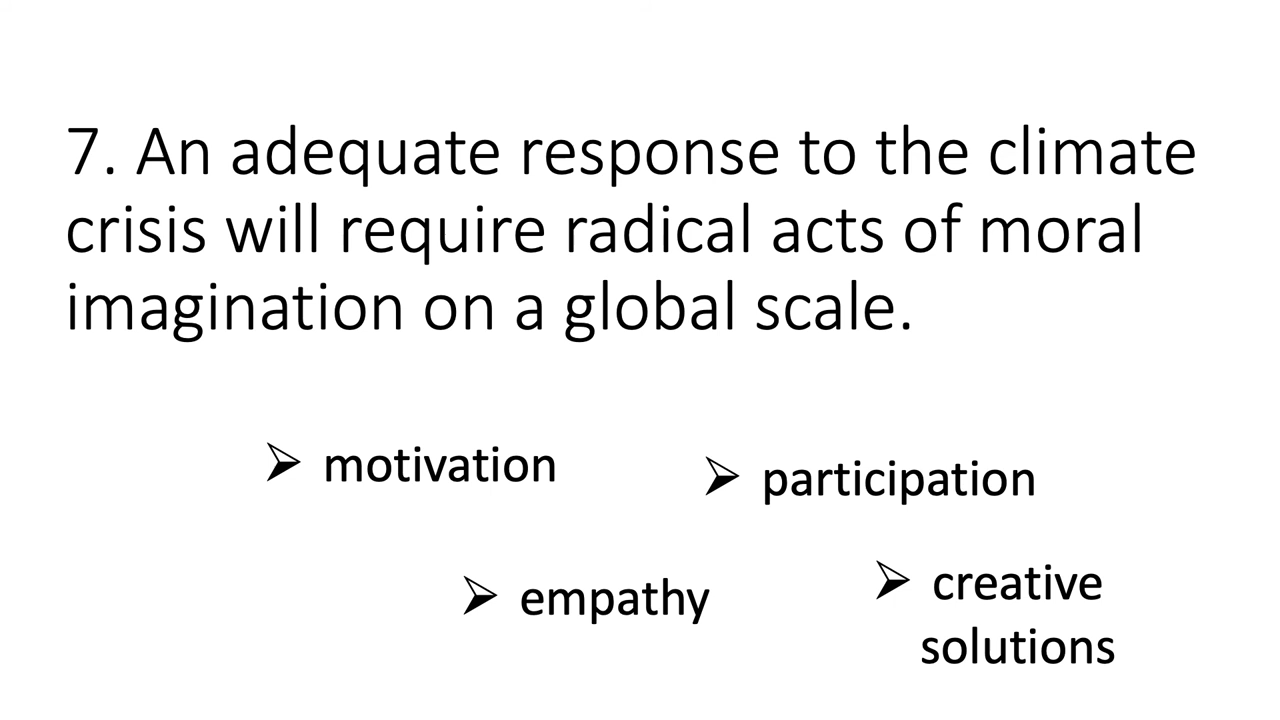 7. An adequate response to the climate
crisis will require radical acts of moral
imagination on a global scale.
➢ motivation
➢ participation
➢ empathy
➢ creative
solutions